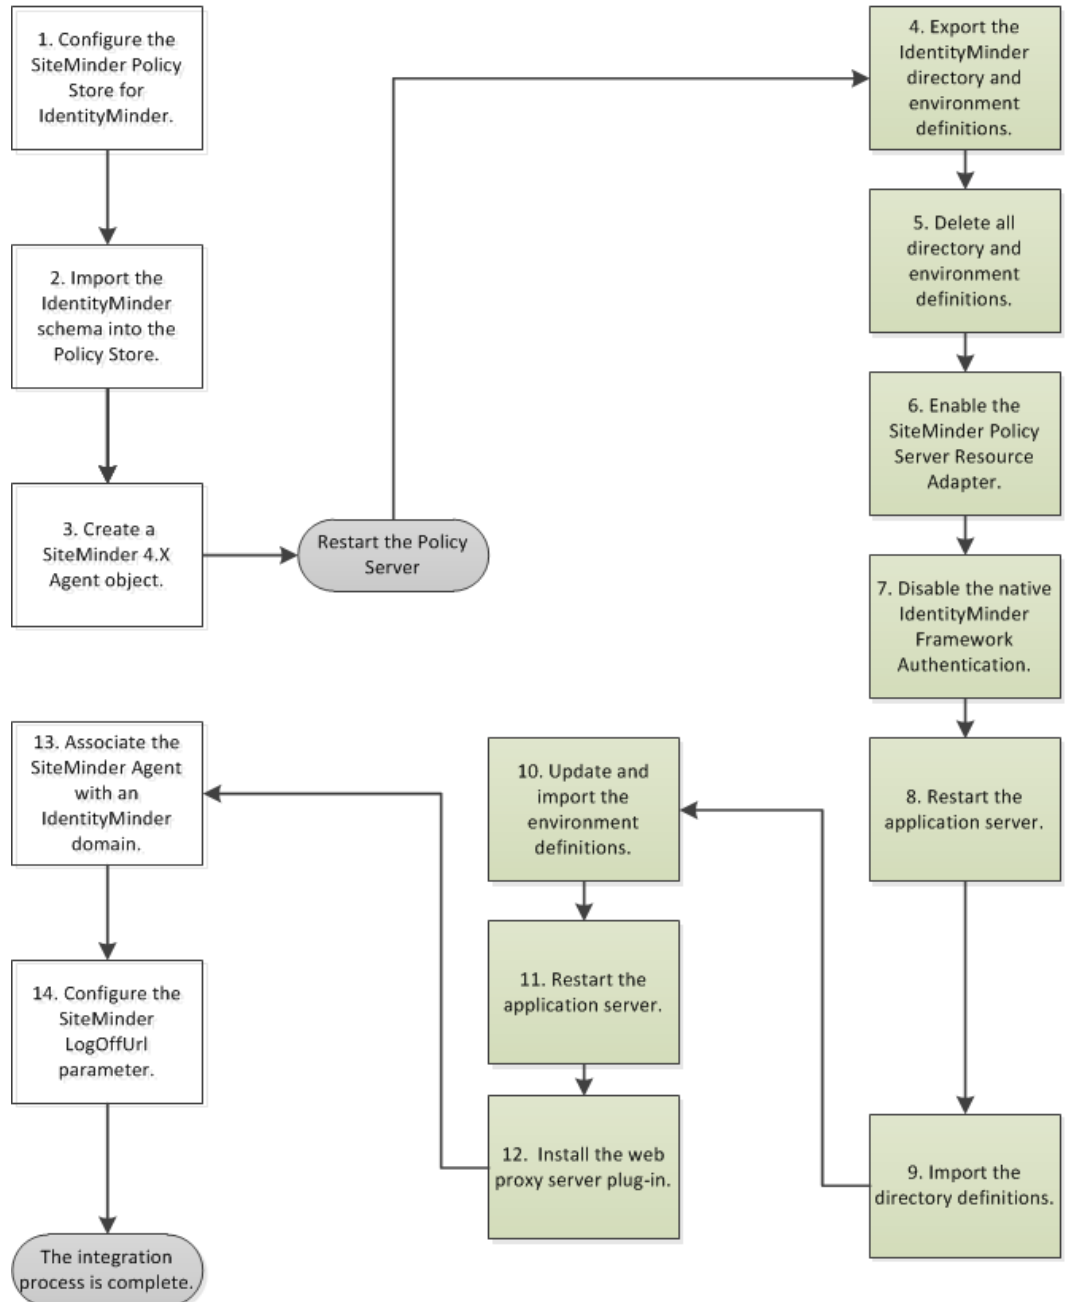 1. Configure the
SiteMinder Policy
Store for
IdentityMinder.
2. Import the
IdentityMinder
schema into the
Policy Store.
3. Create a
SiteMinder 4.X
Agent object.
Restart the Policy
Server
4. Export the
IdentityMinder
directory and
environment
definitions.
5. Delete all
directory and
environment
definitions.
6. Enable the
SiteMinder Policy
Server Resource
Adapter.
7. Disable the native
IdentityMinder
Framework
Authentication.
8. Restart the
application server.
9. Import the
directory definitions.
10. Update and
import the
environment
definitions.
11. Restart the
application server.
12. Install the web
proxy server plug-in.
13. Associate the
SiteMinder Agent
with an
IdentityMinder
domain.
14. Configure the
SiteMinder
LogOffUrl
parameter.
The integration
process is complete.